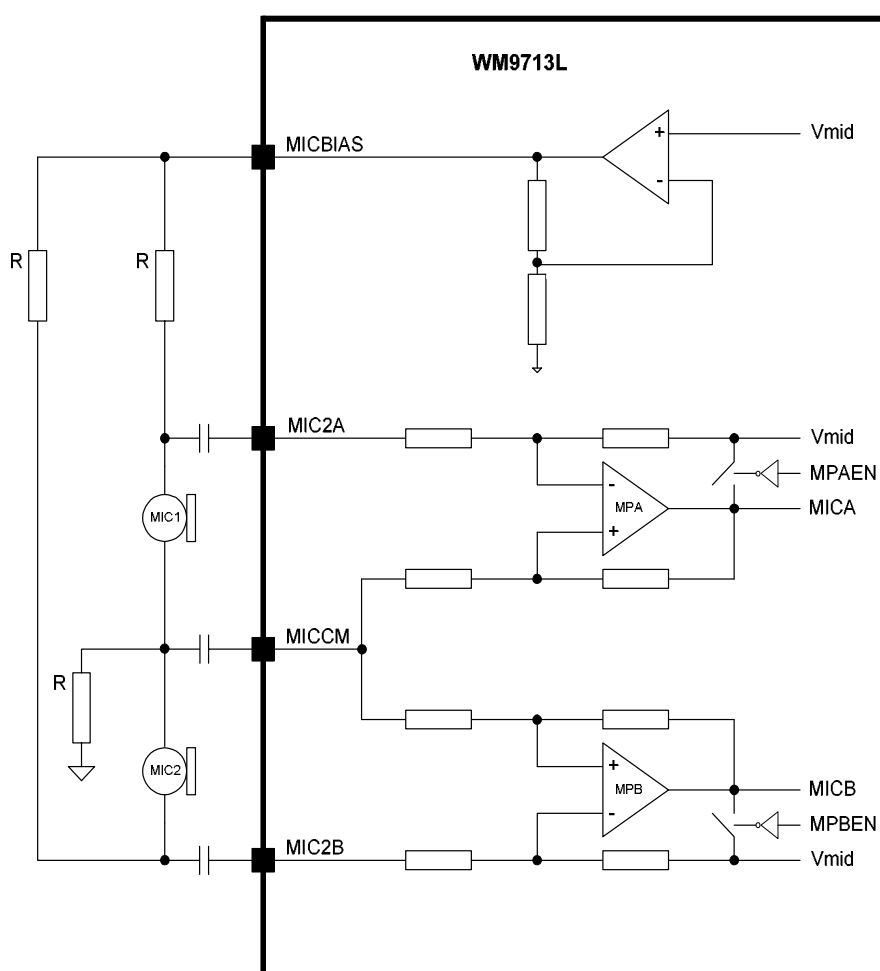 WM9713L
MICBIAS
+
Vmid
-
R
R
MIC2A
Vmid
MPAEN
-
MPA
MICA
+
MIC1
MICCM
R
MIC2
+
MPB
MICB
-
MPBEN
MIC2B
Vmid